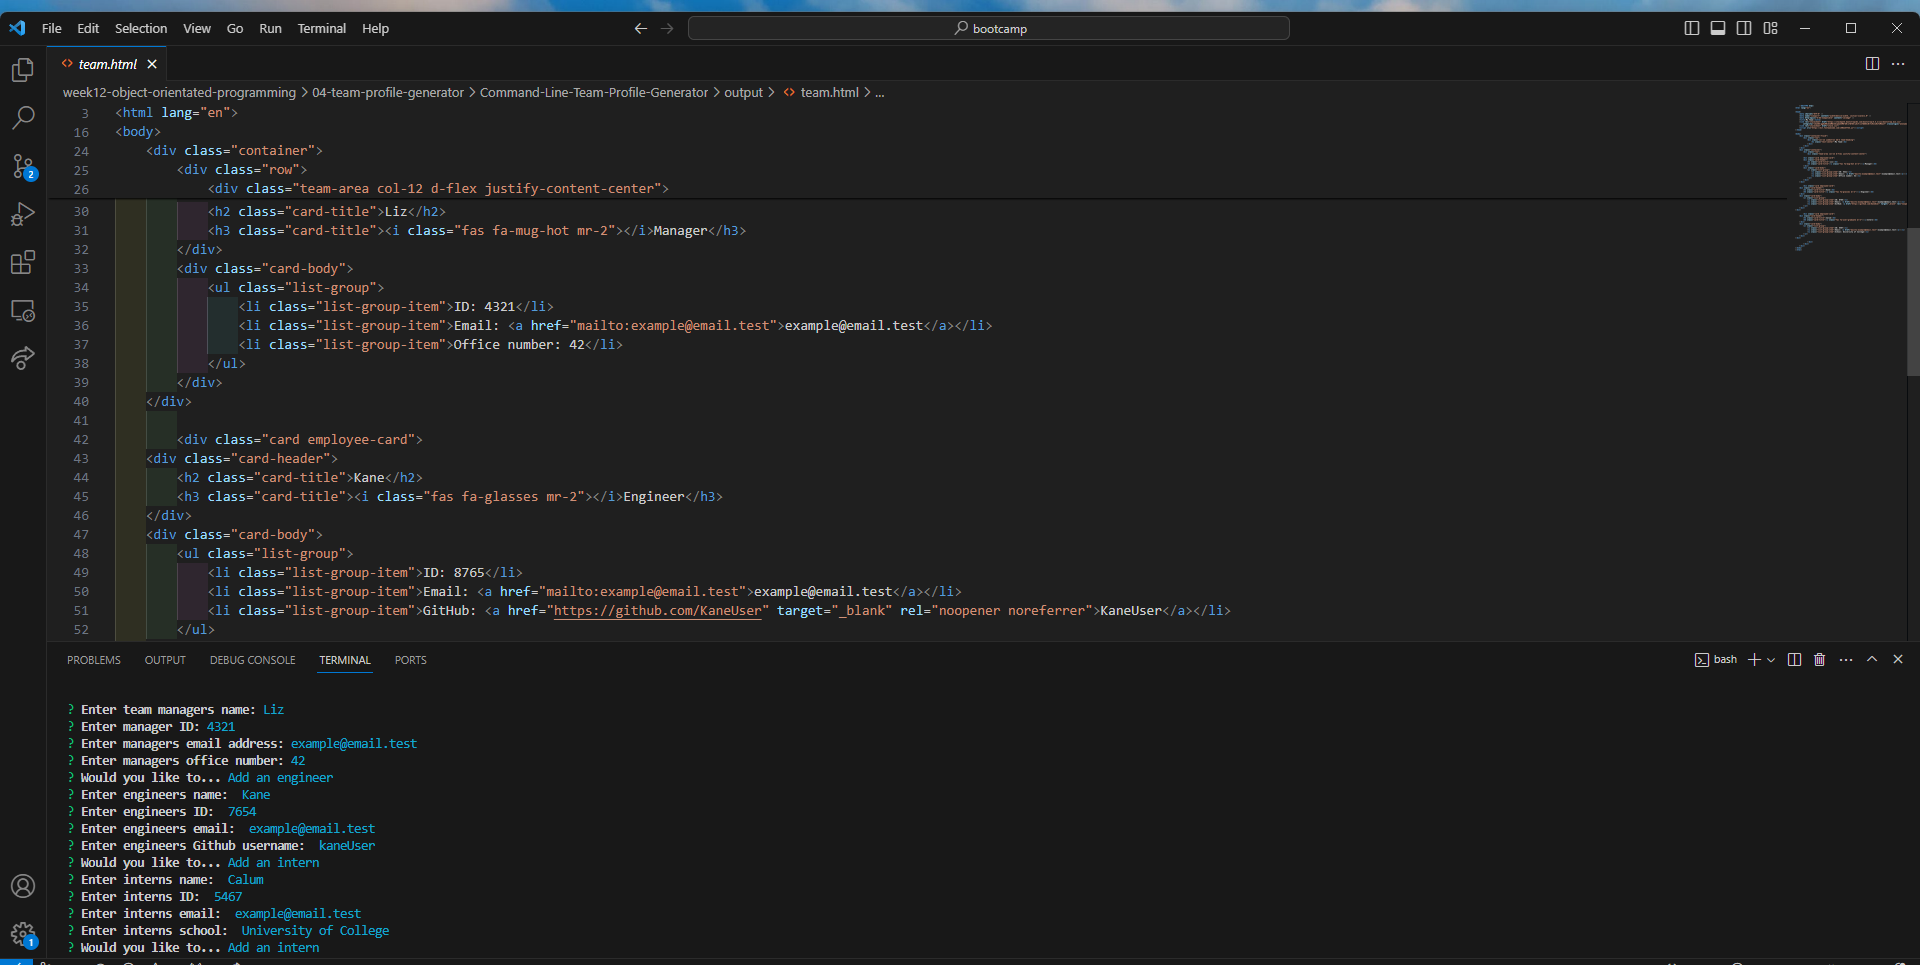 File Edit Selection View Go Run Terminal Help
bootcamp
team.html
week12-object-orientated-programming > 04-team-profile-generator > Command-Line-Team-Profile-Generator > output > team.html > ...
3 <html lang="en">
16 <body>
24 <div class="container">
25 <div class="row">
26 <div class="team-area col-12 d-flex justify-content-center">
30 <h2 class="card-title">Liz</h2>
31 <h3 class="card-title"><i class="fas fa-mug-hot mr-2"></i>Manager</h3>
32 </div>
33 <div class="card-body">
34 <ul class="list-group">
35 <li class="list-group-item">ID: 4321</li>
36 <li class="list-group-item">Email: <a href="mailto:example@email.test">example@email.test</a></li>
37 <li class="list-group-item">Office number: 42</li>
38 </ul>
39 </div>
40 </div>
41
42 <div class="card employee-card">
43 <div class="card-header">
44 <h2 class="card-title">Kane</h2>
45 <h3 class="card-title"><i class="fas fa-glasses mr-2"></i>Engineer</h3>
46 </div>
47 <div class="card-body">
48 <ul class="list-group">
49 <li class="list-group-item">ID: 8765</li>
50 <li class="list-group-item">Email: <a href="mailto:example@email.test">example@email.test</a></li>
51 <li class="list-group-item">GitHub: <a href="https://github.com/KaneUser" target="_blank" rel="noopener noreferrer">KaneUser</a></li>
52 </ul>
2
PROBLEMS OUTPUT DEBUG CONSOLE TERMINAL PORTS
bash
? Enter team managers name: Liz
? Enter manager ID: 4321
? Enter managers email address: example@email.test
? Enter managers office number: 42
? Would you like to... Add an engineer
? Enter engineers name: Kane
? Enter engineers ID: 7654
? Enter engineers email: example@email.test
? Enter engineers Github username: kaneUser
? Would you like to... Add an intern
? Enter interns name: Calum
? Enter interns ID: 5467
? Enter interns email: example@email.test
? Enter interns school: University of College
? Would you like to... Add an intern
1